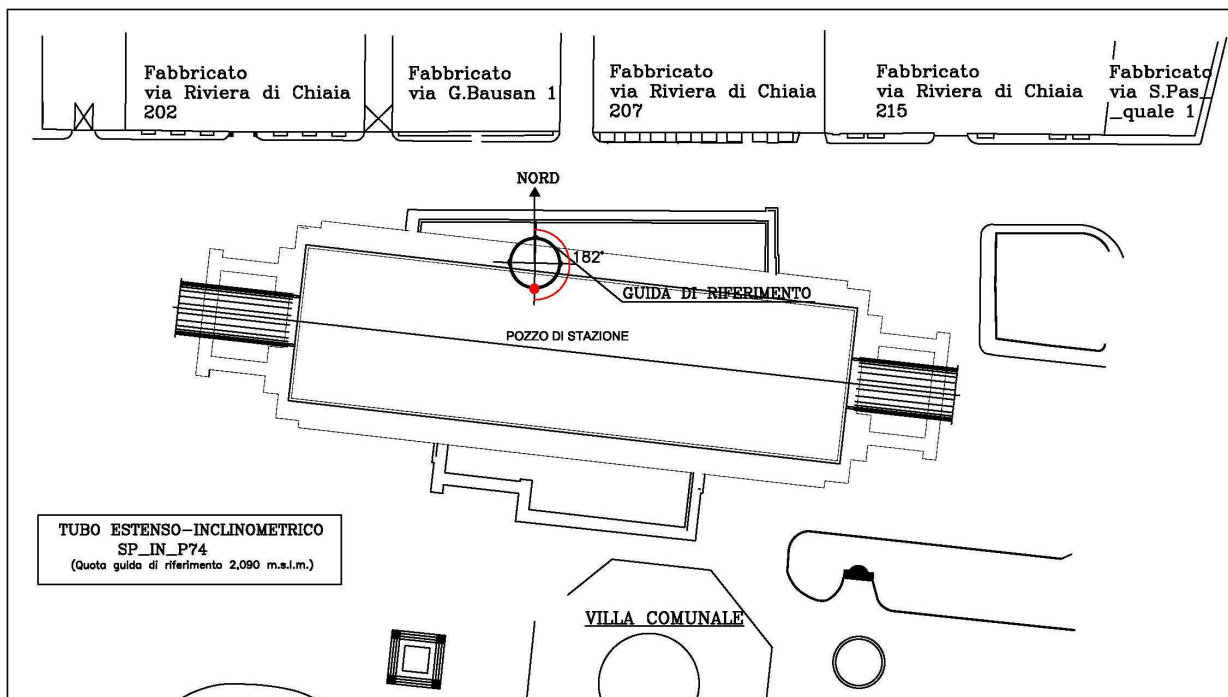 Fabbricato
via Riviera di Chiaia
202
Fabbricato
via G.Bausan 1
Fabbricato
via Riviera di Chiaia
207
Fabbricato
via Riviera di Chiaia
215
Fabbricato
via S.Pas_
_quale 1
NORD
182°
GUIDA DI RIFERIMENTO
POZZO DI STAZIONE
TUBO ESTENSO-INCLINOMETRICO
SP_IN_P74
(Quota guida di riferimento 2,090 m.s.l.m.)
VILLA COMUNALE